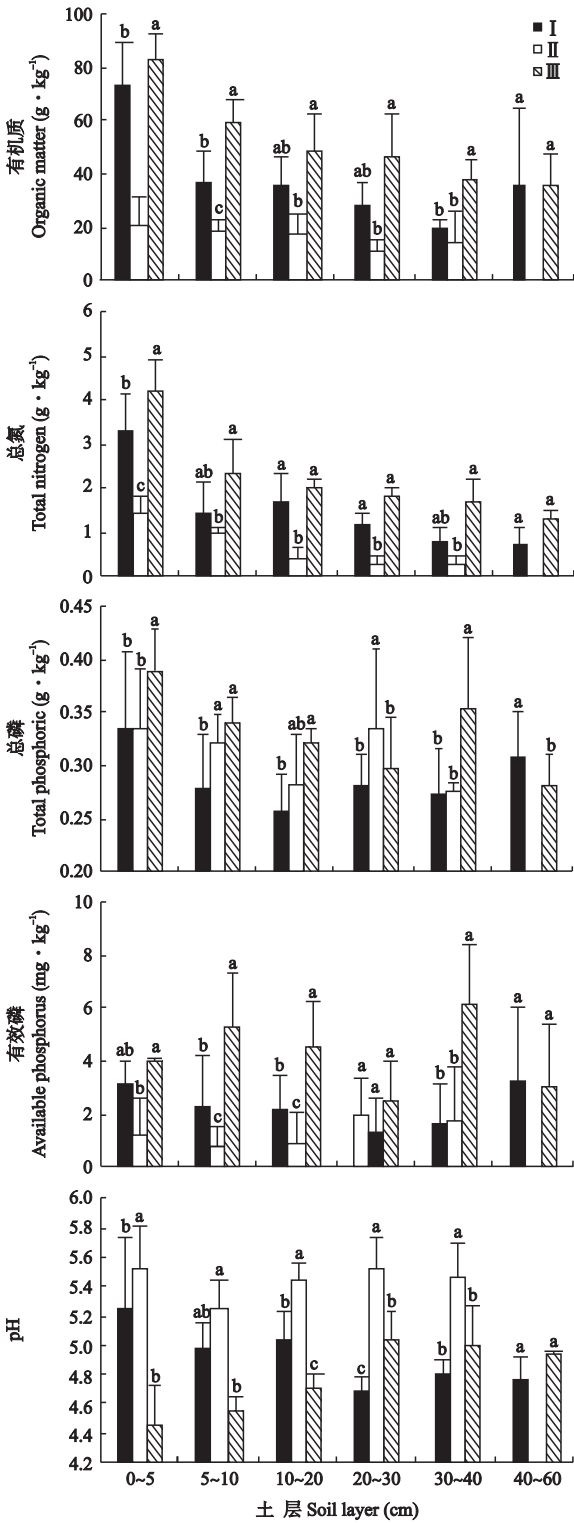 有机质
Organic matter (g·kg⁻¹)
100
80
60
40
20
0
a
b
a
b
c
a
ab
b
a
ab
b
a
b
b
a
a
a
I
II
III
总氮
Total nitrogen (g·kg⁻¹)
6
5
4
3
2
1
0
b
c
a
ab
b
a
a
b
a
a
b
a
ab
b
a
a
a
总磷
Total phosphoric (g·kg⁻¹)
0.45
0.40
0.35
0.30
0.25
0.20
b
b
a
b
a
a
b
ab
a
b
a
b
b
b
a
a
b
有效磷
Available phosphorus (mg·kg⁻¹)
10
8
6
4
2
0
ab
b
a
b
c
a
b
c
a
a
a
a
b
b
a
a
a
pH
6.0
5.8
5.6
5.4
5.2
5.0
4.8
4.6
4.4
4.2
b
a
b
ab
a
b
b
a
c
c
a
b
b
a
b
a
a
0~5 5~10 10~20 20~30 30~40 40~60
土 层 Soil layer (cm)